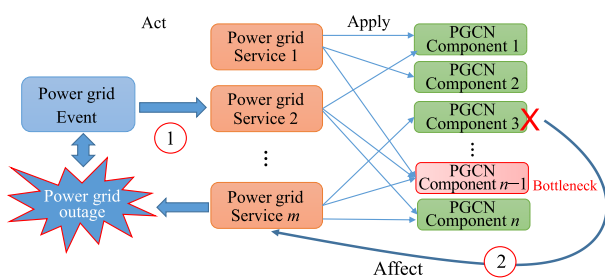 Act
Apply
Power grid
Service 1
PGCN
Component 1
PGCN
Component 2
Power grid
Event
1
Power grid
Service 2
PGCN
Component 3
X
...
...
PGCN
Component n−1
Bottleneck
Power grid
outage
Power grid
Service m
PGCN
Component n
2
Affect